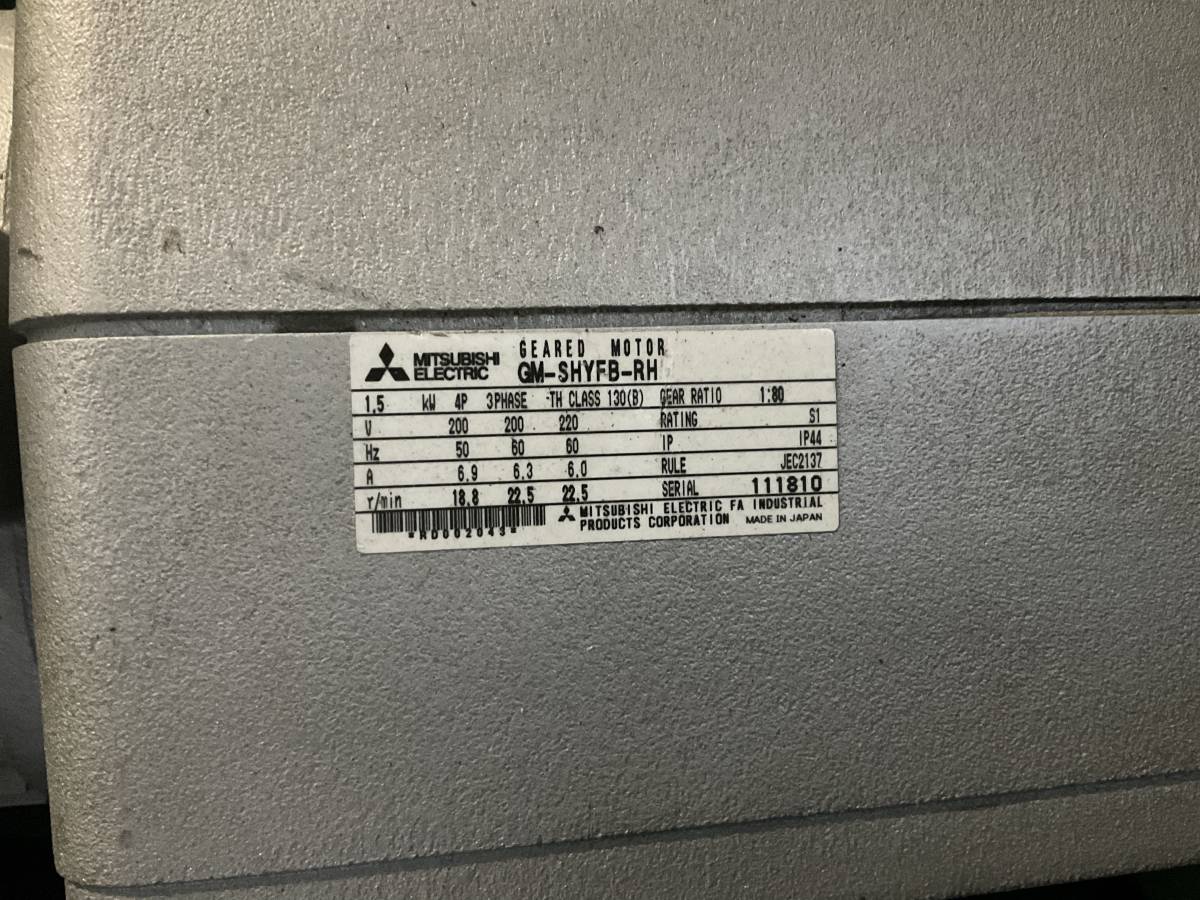 MITSUBISHI ELECTRIC GEARED MOTOR
GM-SHYFB-RH
1.5 kW 4P 3PHASE TH CLASS 130(B) GEAR RATIO 1:80
V 200 200 220 RATING S1
Hz 50 60 60 IP IP44
A 6.9 6.3 6.0 RULE JEC2137
r/min 18.8 22.5 22.5 SERIAL 111810
*RD002043*
MITSUBISHI ELECTRIC FA INDUSTRIAL
PRODUCTS CORPORATION MADE IN JAPAN